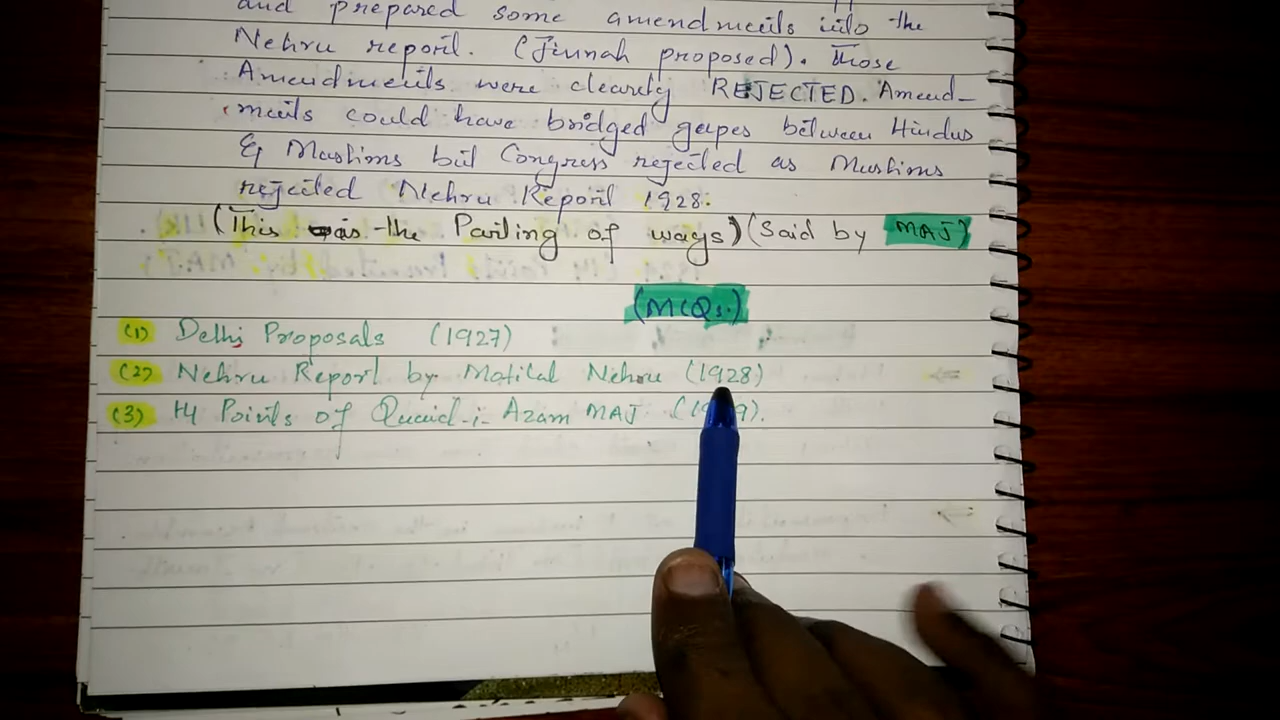 and prepared some amendments into the
Nehru report. (Jinnah proposed). Those
Amendments were clearly REJECTED. Amend-
ments could have bridged gapes between Hindus
& Muslims but Congress rejected as Muslims
rejected Nehru Report 1928.
(This is the Parting of ways) (Said by MAJ)
(MCQs.)
(1) Delhi Proposals (1927)
(2) Nehru Report by Motilal Nehru (1928)
(3) 14 Points of Quaid-i-Azam MAJ